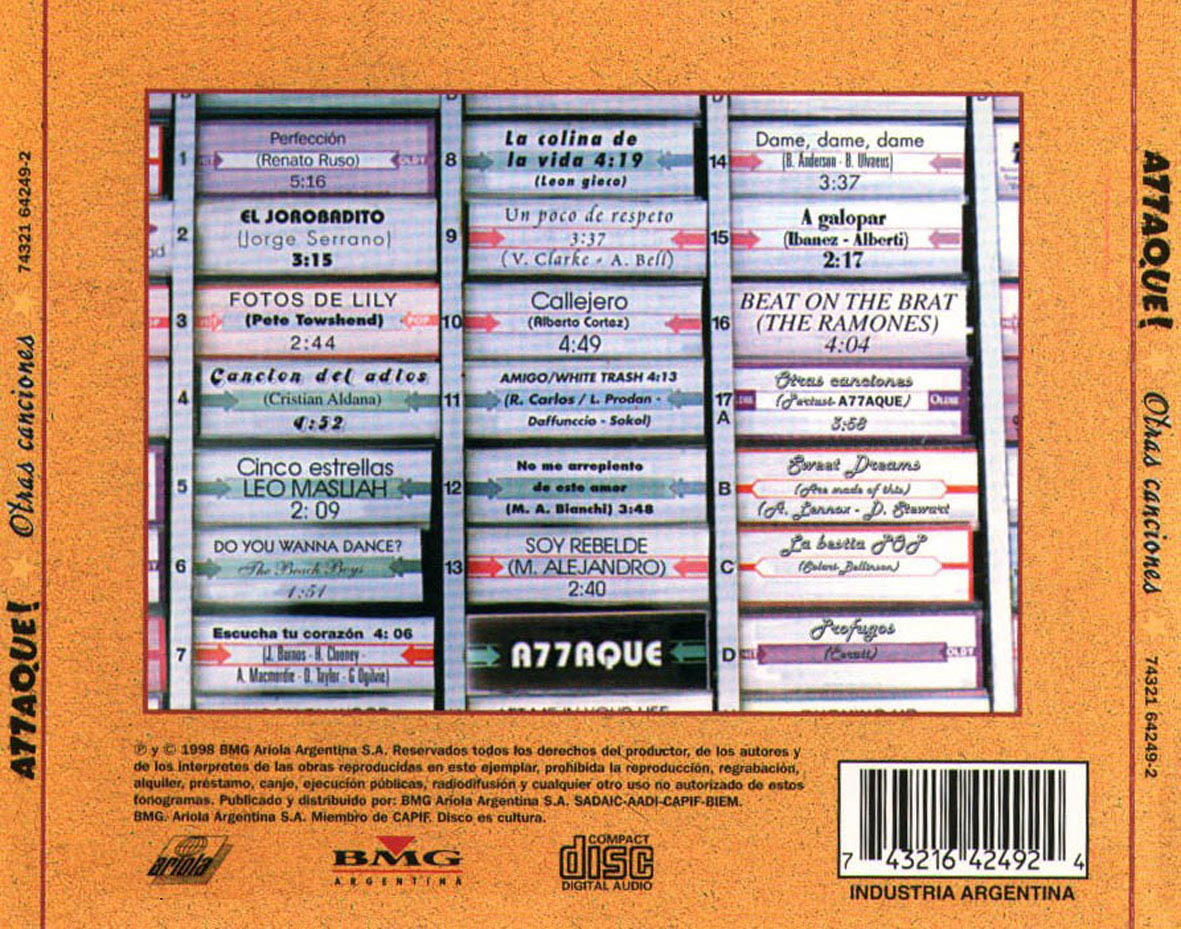 A77AQUE!
Otras canciones
74321 64249-2
1
Perfección
(Renato Ruso)
OLDY
5:16
2
EL JOROBADITO
(Jorge Serrano)
3:15
3
FOTOS DE LILY
(Pete Towshend)
POP
2:44
4
Cancion del adios
(Cristian Aldana)
4:52
5
Cinco estrellas
LEO MASLIAH
2: 09
6
DO YOU WANNA DANCE?
The Beach Boys
1:51
7
Escucha tu corazón 4: 06
(J. Barnos - H. Clooney -
A. Macmordie - D. Taylor - G Ogilvie)
8
La colina de
la vida 4:19
(Leon gieco)
9
Un poco de respeto
3:37
(V. Clarke - A. Bell)
10
Callejero
(Alberto Cortez)
4:49
11
AMIGO/WHITE TRASH 4:13
(R. Carlos / L. Prodan -
Daffunccio - Sokol)
12
No me arrepiento
de este amor
(M. A. Bianchi) 3:48
13
SOY REBELDE
(M. ALEJANDRO)
2:40
A77AQUE
14
Dame, dame, dame
(B. Anderson - B. Ulvaeus)
3:37
15
A galopar
(Ibanez - Alberti)
2:17
16
BEAT ON THE BRAT
(THE RAMONES)
4:04
17
A
Otras canciones
A77AQUE)
OLDIE
3:58
B
Sweet Dreams
(Are made of this)
(A. Lennox - D. Stewart
C
La bestia POP
D
Profugos
(Cerati)
OLDY
℗ y © 1998 BMG Ariola Argentina S.A. Reservados todos los derechos del productor, de los autores y
de los interpretes de las obras reproducidas en este ejemplar, prohibida la reproducción, regrabación,
alquiler, préstamo, canje, ejecución públicas, radiodifusión y cualquier otro uso no autorizado de estos
fonogramas. Publicado y distribuido por: BMG Ariola Argentina S.A. SADAIC-AADI-CAPIF-BIEM.
BMG. Ariola Argentina S.A. Miembro de CAPIF. Disco es cultura.
ariola
BMG
ARGENTINA
COMPACT
disc
DIGITAL AUDIO
7 43216 42492 4
INDUSTRIA ARGENTINA
A77AQUE!
Otras canciones
74321 64249-2